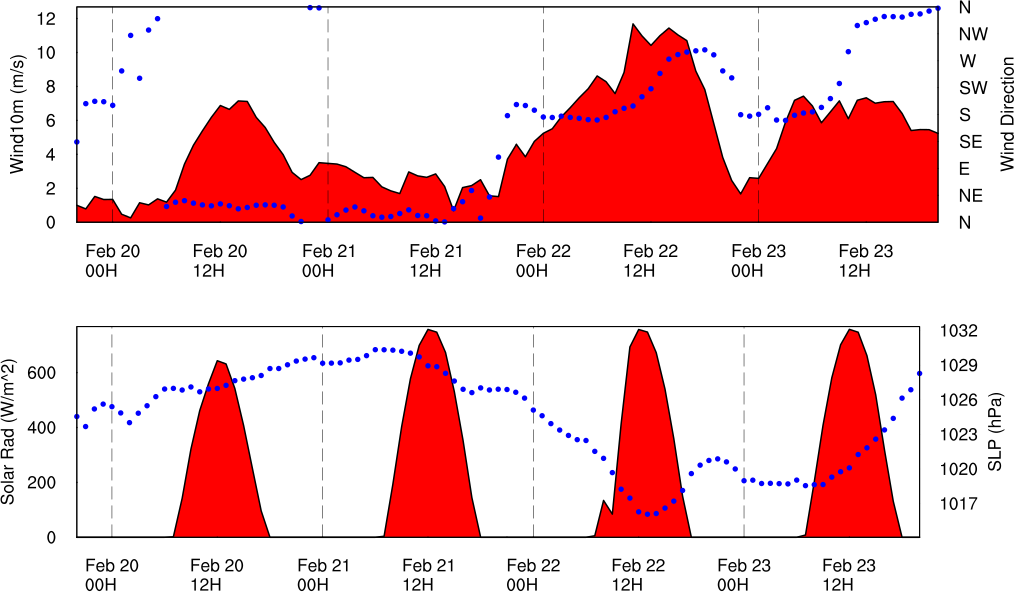 12
10
8
6
4
2
0
Wind10m (m/s)
N
NW
W
SW
S
SE
E
NE
N
Wind Direction
Feb 20 00H
Feb 20 12H
Feb 21 00H
Feb 21 12H
Feb 22 00H
Feb 22 12H
Feb 23 00H
Feb 23 12H
600
400
200
0
Solar Rad (W/m^2)
1032
1029
1026
1023
1020
1017
SLP (hPa)
Feb 20 00H
Feb 20 12H
Feb 21 00H
Feb 21 12H
Feb 22 00H
Feb 22 12H
Feb 23 00H
Feb 23 12H